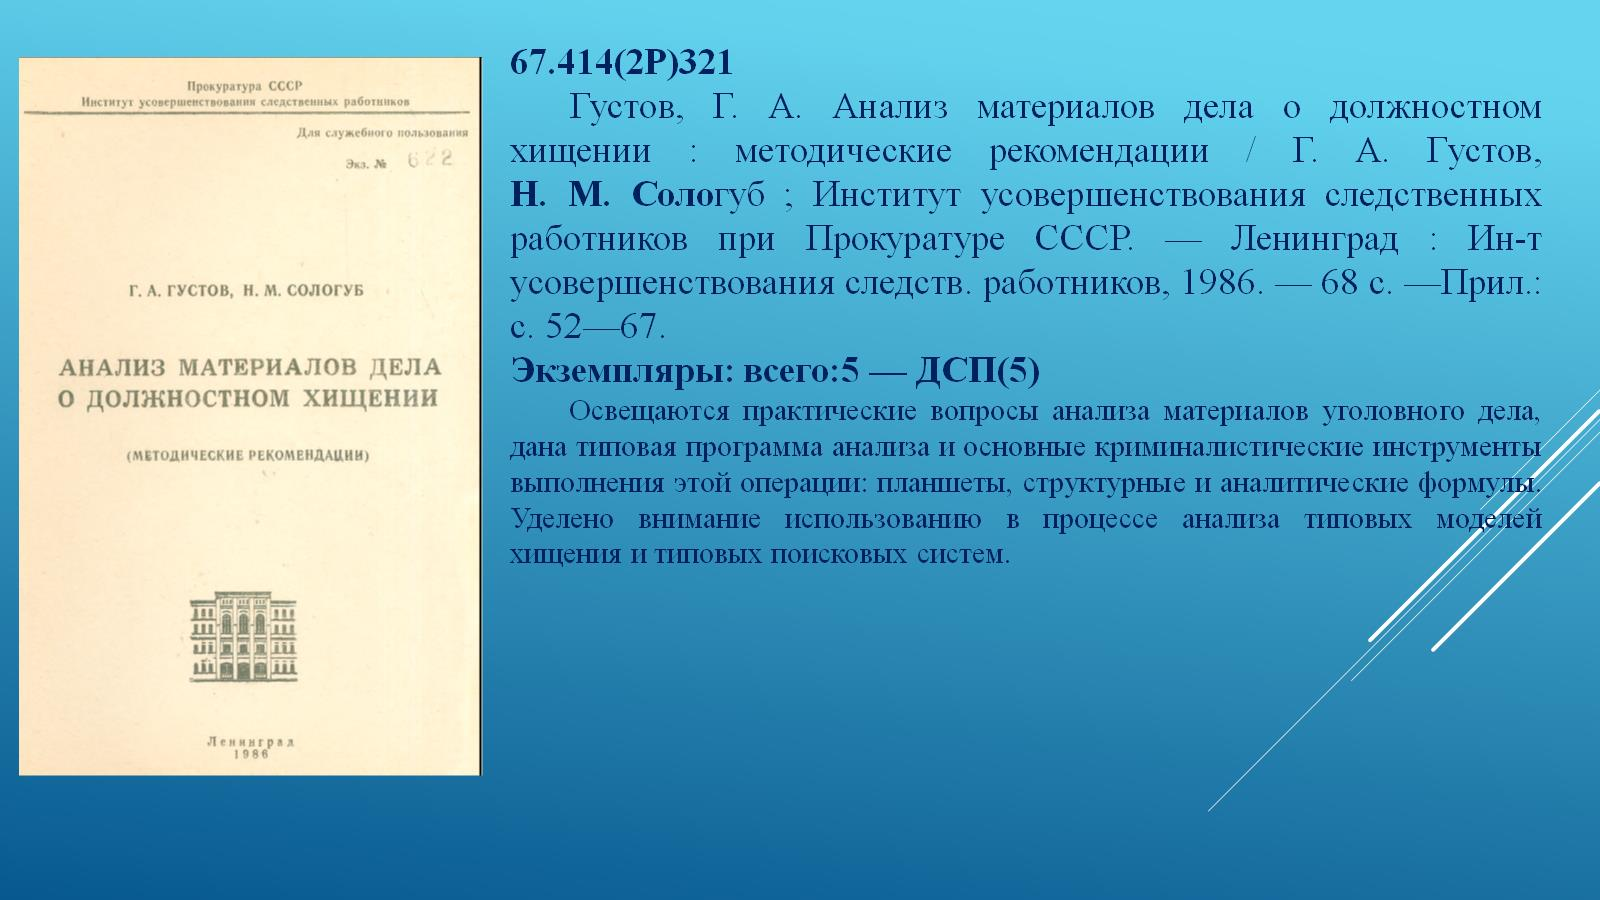 Прокуратура СССР
Институт усовершенствования следственных работников
Для служебного пользования
Экз. № 622
Г. А. ГУСТОВ, Н. М. СОЛОГУБ
АНАЛИЗ МАТЕРИАЛОВ ДЕЛА
О ДОЛЖНОСТНОМ ХИЩЕНИИ
(МЕТОДИЧЕСКИЕ РЕКОМЕНДАЦИИ)
Ленинград
1986
67.414(2Р)321
Густов, Г. А. Анализ материалов дела о должностном
хищении : методические рекомендации / Г. А. Густов,
Н. М. Сологуб ; Институт усовершенствования следственных
работников при Прокуратуре СССР. — Ленинград : Ин-т
усовершенствования следств. работников, 1986. — 68 с. —Прил.:
с. 52—67.
Экземпляры: всего:5 — ДСП(5)
Освещаются практические вопросы анализа материалов уголовного дела,
дана типовая программа анализа и основные криминалистические инструменты
выполнения этой операции: планшеты, структурные и аналитические формулы.
Уделено внимание использованию в процессе анализа типовых моделей
хищения и типовых поисковых систем.